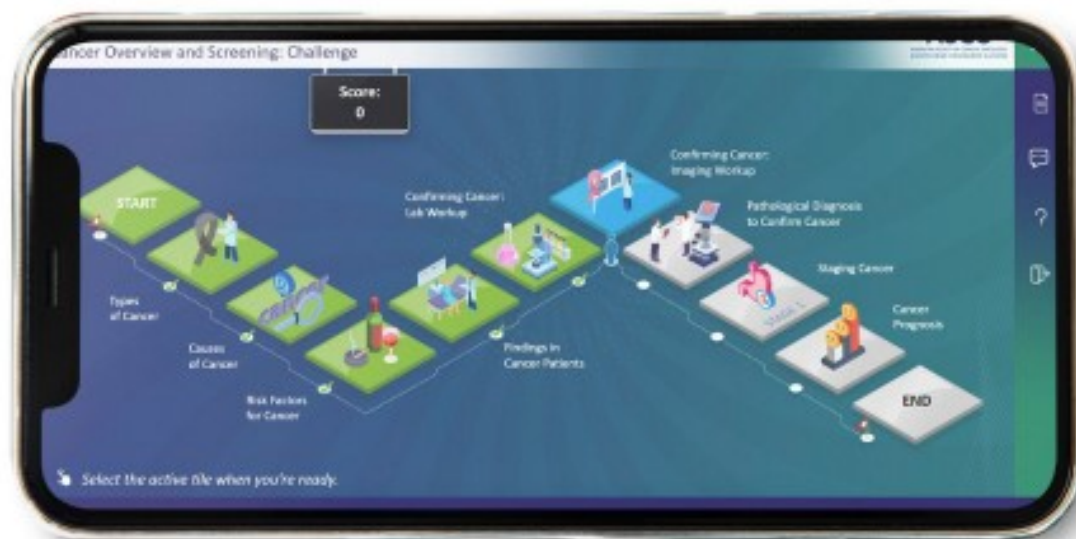 ancer Overview and Screening: Challenge
Score:
0
START
Types
of Cancer
Causes
of Cancer
Risk Factors
for Cancer
Findings in
Cancer Patients
Confirming Cancer:
Lab Workup
Confirming Cancer:
Imaging Workup
Pathological Diagnosis
to Confirm Cancer
Staging Cancer
Cancer
Prognosis
END
Select the active tile when you're ready.